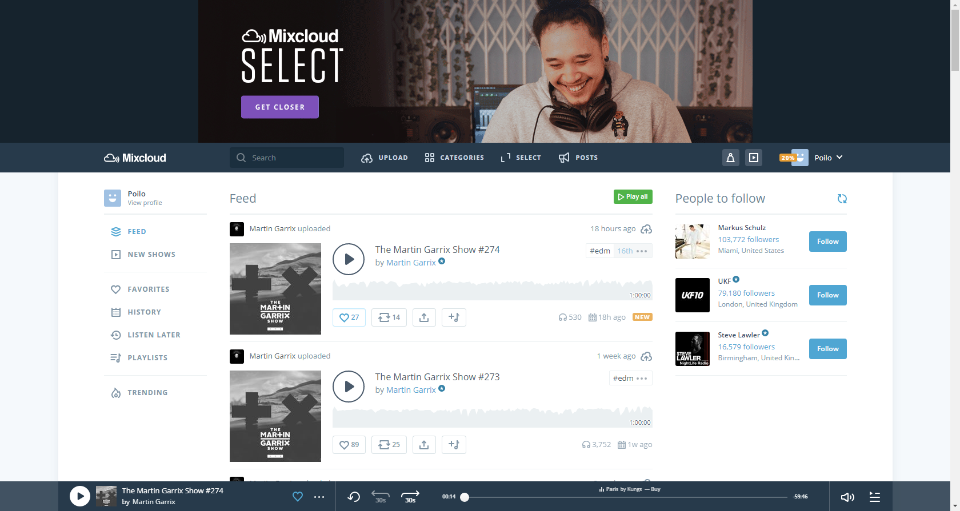 Mixcloud
SELECT
GET CLOSER
Mixcloud
Search
UPLOAD
CATEGORIES
SELECT
POSTS
28%
Poilo
Poilo
View profile
FEED
NEW SHOWS
FAVORITES
HISTORY
LISTEN LATER
PLAYLISTS
TRENDING
Feed
Play all
Martin Garrix uploaded
18 hours ago
THE
MARTIN
GARRIX
SHOW
The Martin Garrix Show #274
by Martin Garrix
#edm 16th
1:00:00
27
14
530
18h ago
NEW
Martin Garrix uploaded
1 week ago
THE
MARTIN
GARRIX
SHOW
The Martin Garrix Show #273
by Martin Garrix
#edm
1:00:00
89
25
3,752
1w ago
People to follow
Markus Schulz
103,772 followers
Miami, United States
Follow
UKF10
UKF
79,180 followers
London, United Kingdom
Follow
STEVE
LAWLER
Steve Lawler
16,579 followers
Birmingham, United Kin...
Follow
The Martin Garrix Show #274
by Martin Garrix
30s
30s
00:14
Paris by Kungs — Buy
-59:46